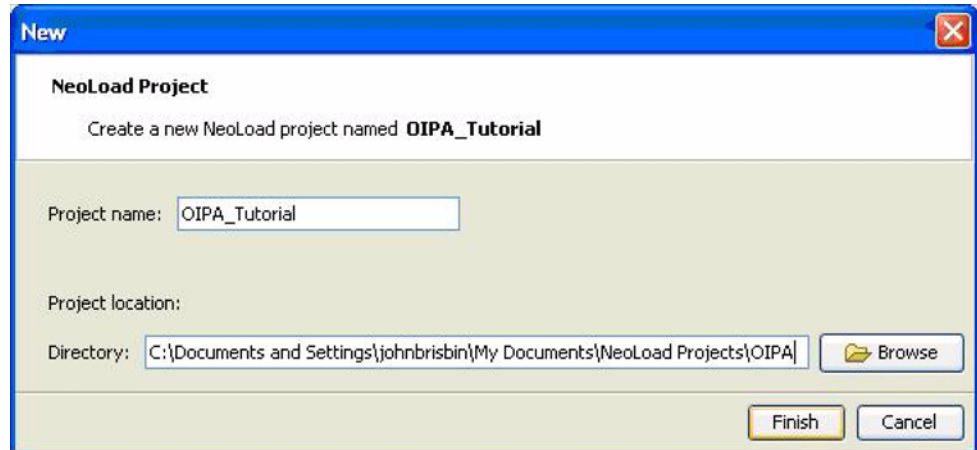 New
NeoLoad Project
Create a new NeoLoad project named OIPA_Tutorial
Project name: OIPA_Tutorial
Project location:
Directory: C:\Documents and Settings\johnbrisbin\My Documents\NeoLoad Projects\OIPA Browse
Finish Cancel